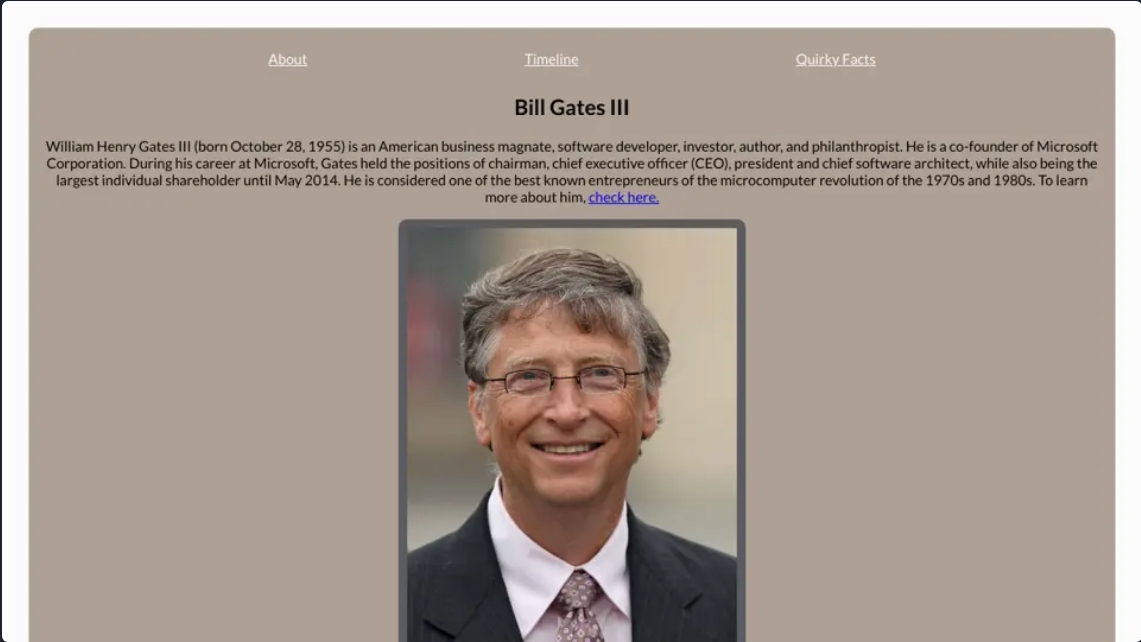 About Timeline Quirky Facts
Bill Gates III
William Henry Gates III (born October 28, 1955) is an American business magnate, software developer, investor, author, and philanthropist. He is a co-founder of Microsoft
Corporation. During his career at Microsoft, Gates held the positions of chairman, chief executive officer (CEO), president and chief software architect, while also being the
largest individual shareholder until May 2014. He is considered one of the best known entrepreneurs of the microcomputer revolution of the 1970s and 1980s. To learn
more about him, check here.